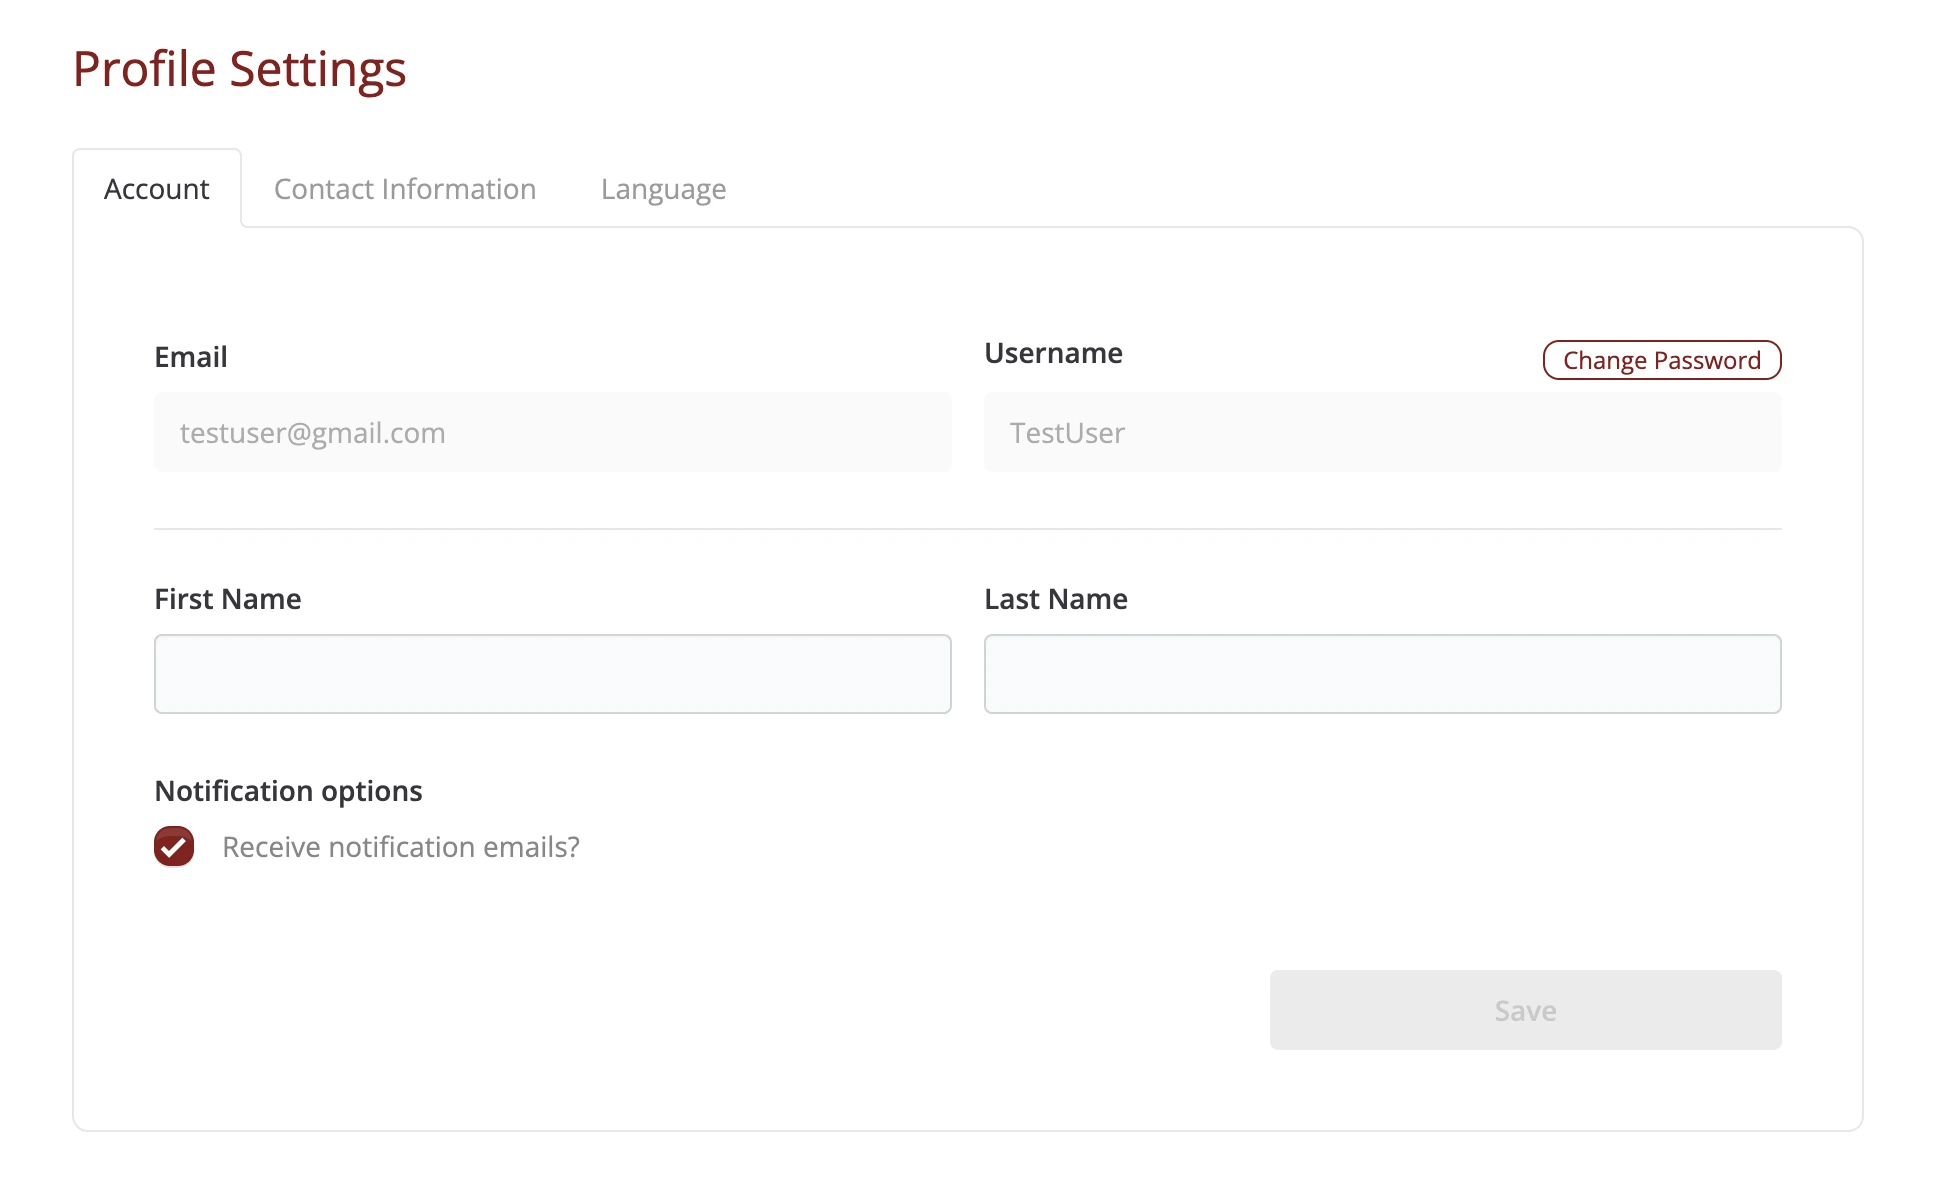 Profile Settings
Account Contact Information Language
Email
Username
Change Password
testuser@gmail.com
TestUser
First Name
Last Name
Notification options
Receive notification emails?
Save